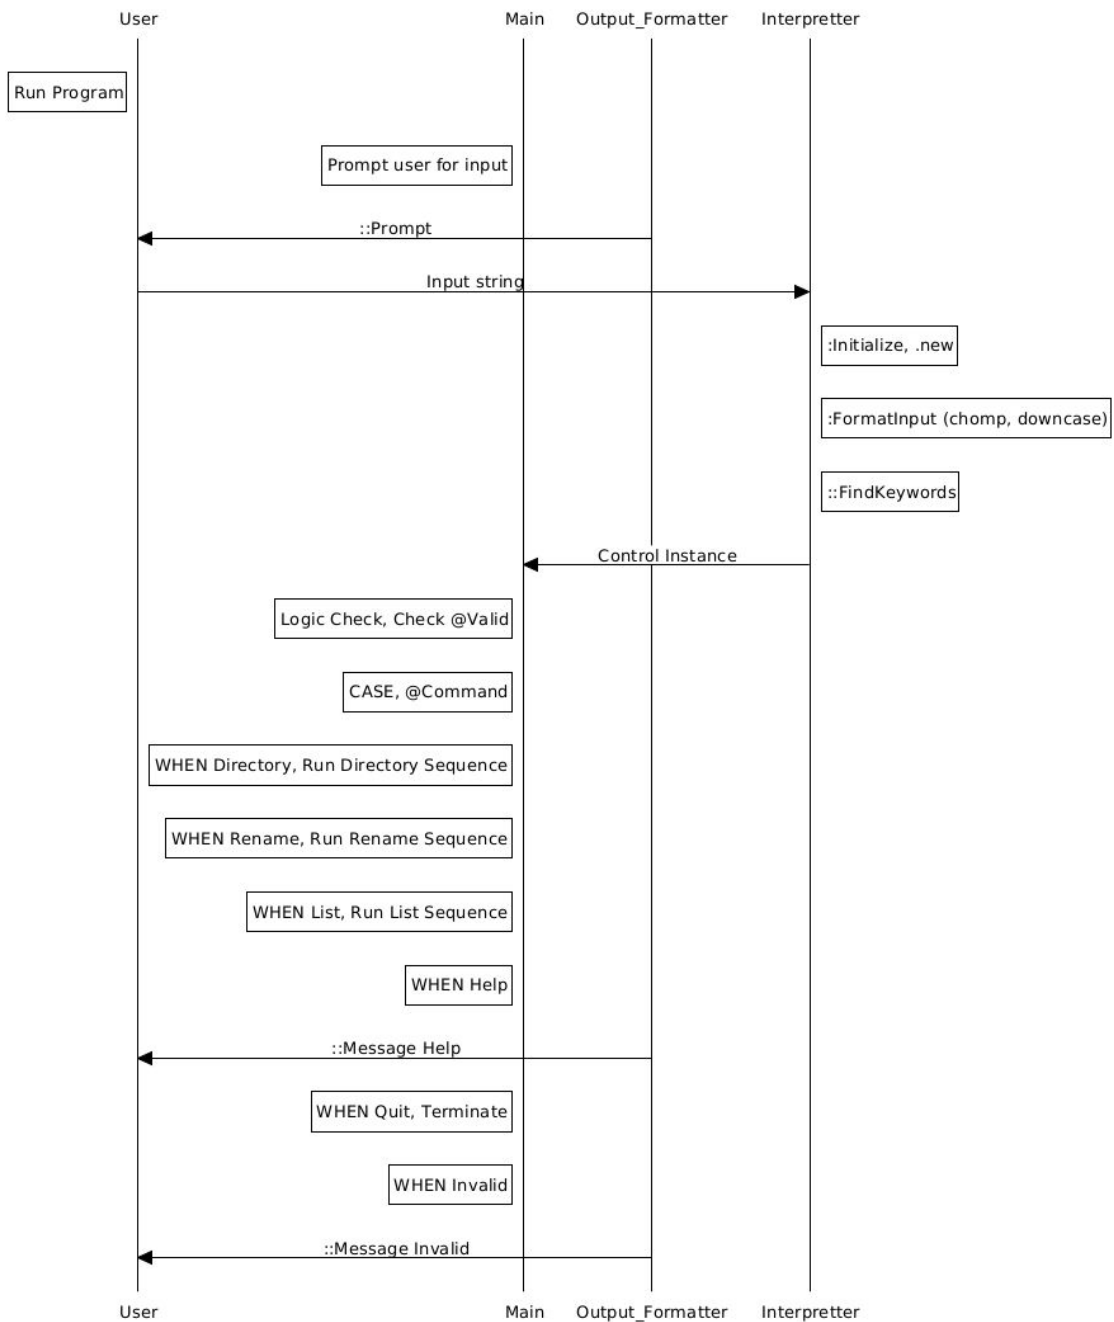 User Main Output_Formatter Interpretter
Run Program
Prompt user for input
::Prompt
Input string
:Initialize, .new
:FormatInput (chomp, downcase)
::FindKeywords
Control Instance
Logic Check, Check @Valid
CASE, @Command
WHEN Directory, Run Directory Sequence
WHEN Rename, Run Rename Sequence
WHEN List, Run List Sequence
WHEN Help
::Message Help
WHEN Quit, Terminate
WHEN Invalid
::Message Invalid
User Main Output_Formatter Interpretter